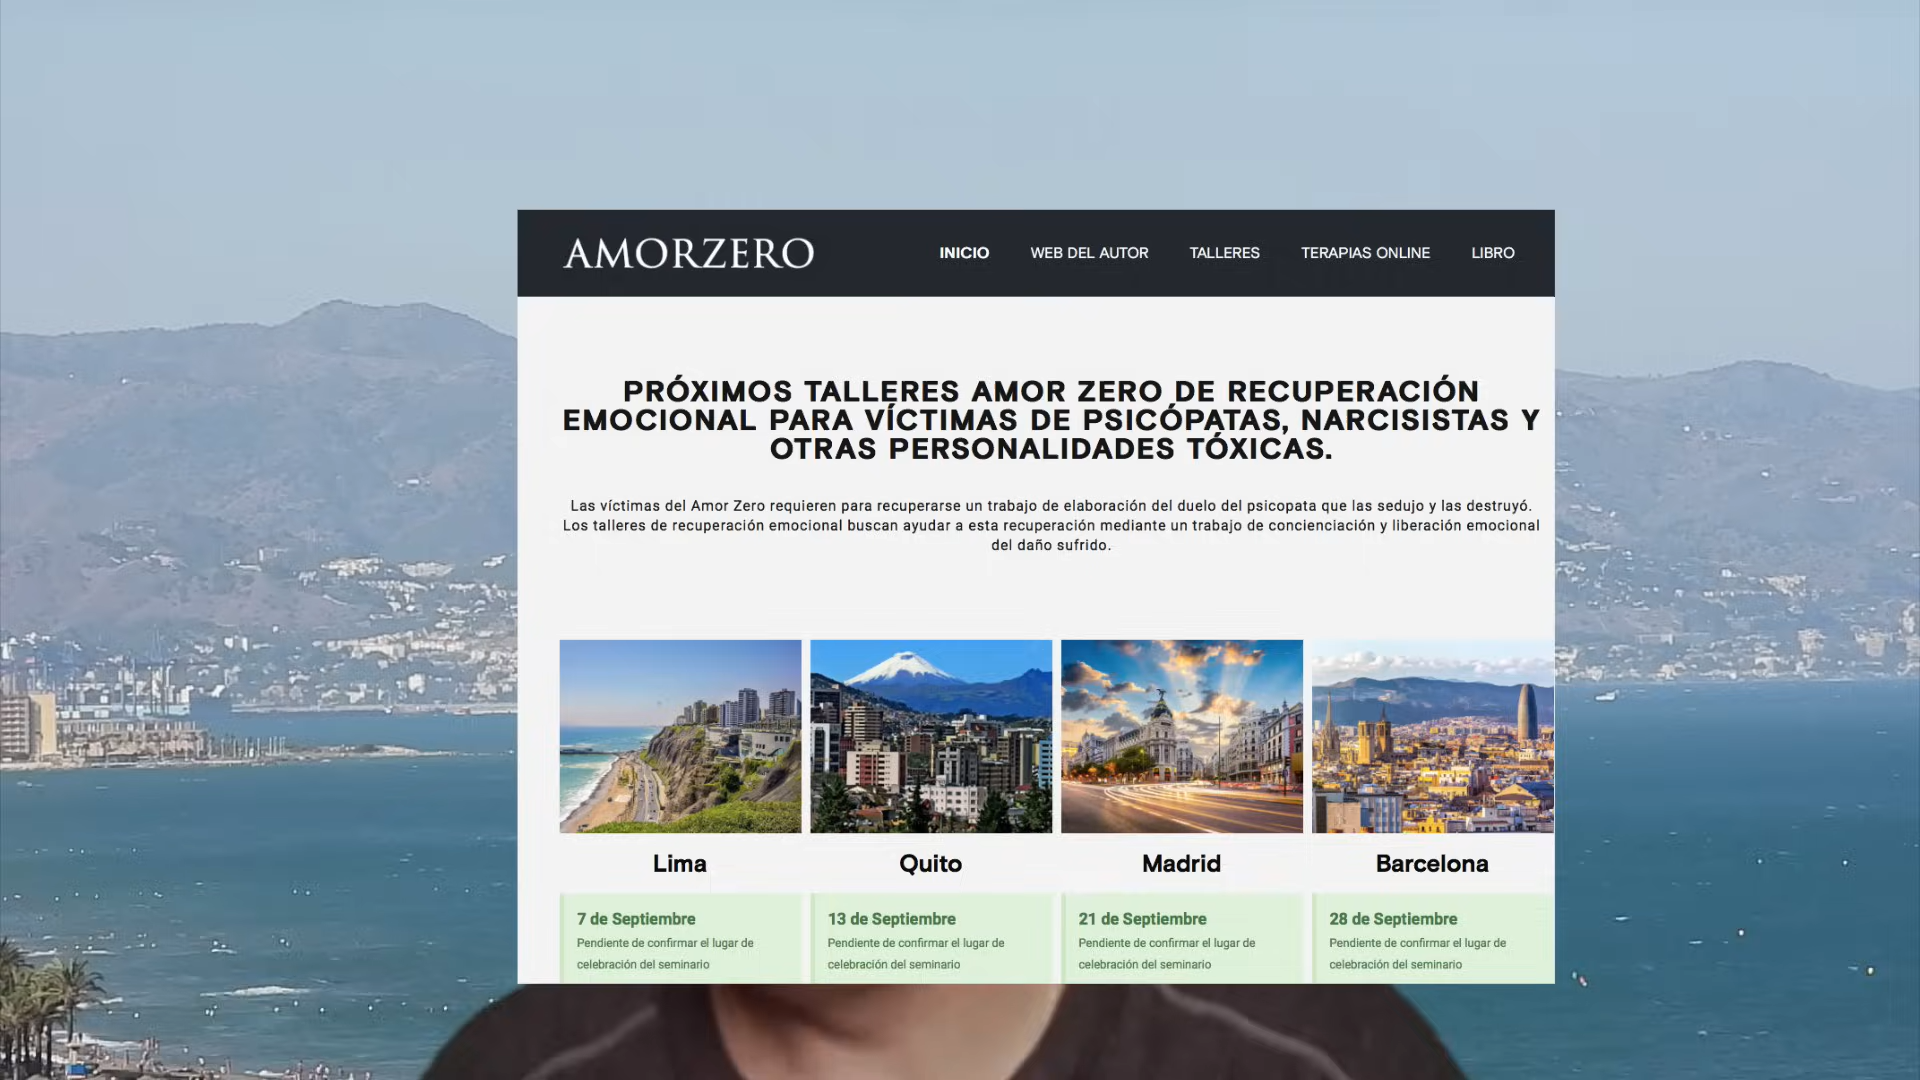 AMORZERO
INICIO
WEB DEL AUTOR
TALLERES
TERAPIAS ONLINE
LIBRO
PRÓXIMOS TALLERES AMOR ZERO DE RECUPERACIÓN
EMOCIONAL PARA VÍCTIMAS DE PSICÓPATAS, NARCISISTAS Y
OTRAS PERSONALIDADES TÓXICAS.
Las víctimas del Amor Zero requieren para recuperarse un trabajo de elaboración del duelo del psicopata que las sedujo y las destruyó.
Los talleres de recuperación emocional buscan ayudar a esta recuperación mediante un trabajo de concienciación y liberación emocional
del daño sufrido.
Lima
7 de Septiembre
Pendiente de confirmar el lugar de
celebración del seminario
Quito
13 de Septiembre
Pendiente de confirmar el lugar de
celebración del seminario
Madrid
21 de Septiembre
Pendiente de confirmar el lugar de
celebración del seminario
Barcelona
28 de Septiembre
Pendiente de confirmar el lugar de
celebración del seminario